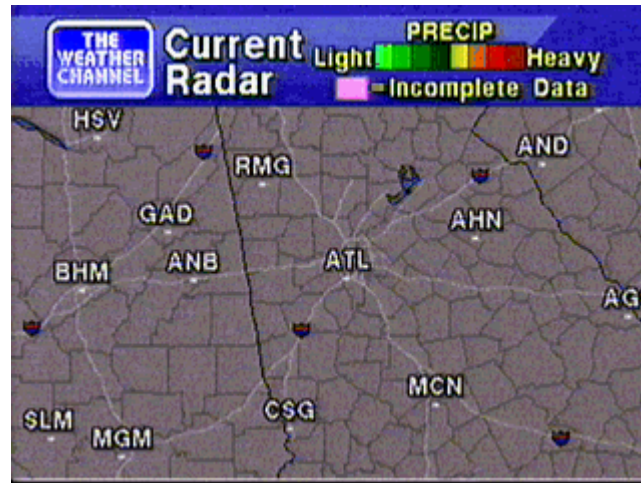 THE
WEATHER
CHANNEL
Current
Radar
PRECIP
Light Heavy
= Incomplete Data
HSV
AND
RMG
GAD
AHN
BHM
ANB
ATL
AG
MCN
CSG
SLM
MGM